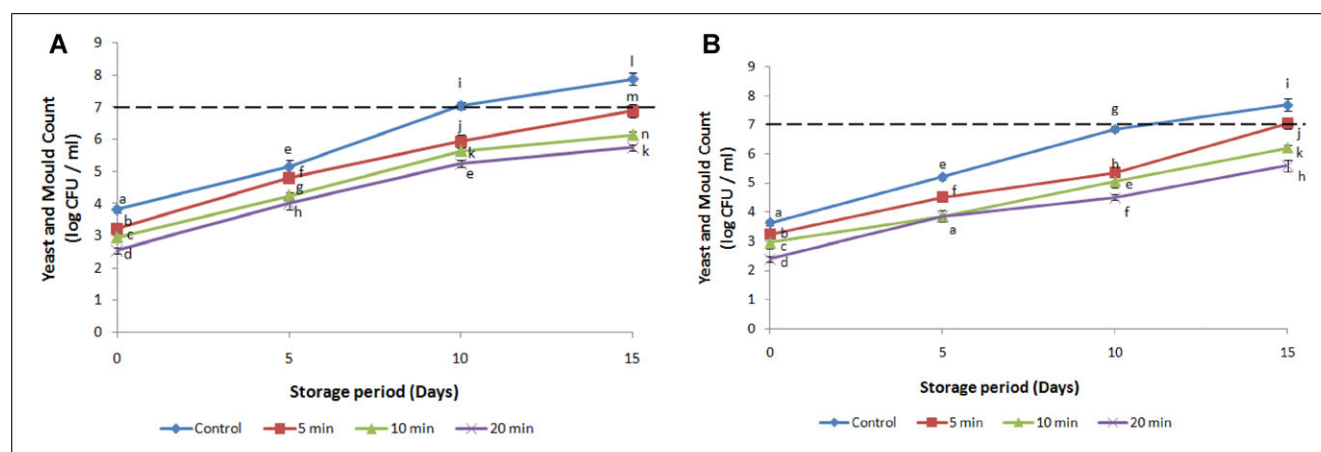 A
Yeast and Mould Count
(log CFU / ml)
9
8
7
6
5
4
3
2
1
0
a
b
c
d
e
f
g
h
i
j
k
e
l
m
n
k
0 5 10 15
Storage period (Days)
Control 5 min 10 min 20 min
B
Yeast and Mould Count
(log CFU / ml)
9
8
7
6
5
4
3
2
1
0
a
b
c
d
e
f
a
g
h
e
f
i
j
k
h
0 5 10 15
Storage period (Days)
Control 5 min 10 min 20 min